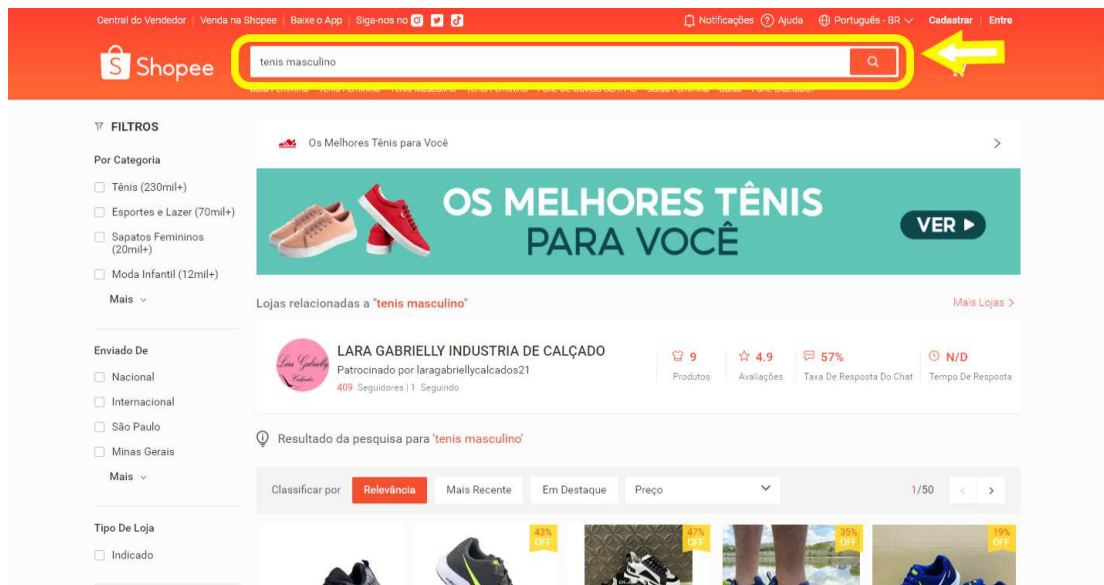 Central do Vendedor | Venda na Shopee | Baixe o App | Siga-nos no
Notificações Ajuda Português - BR Cadastrar | Entre
Shopee
tenis masculino
FILTROS
Por Categoria
Tênis (230mil+)
Esportes e Lazer (70mil+)
Sapatos Femininos
(20mil+)
Moda Infantil (12mil+)
Mais
Enviado De
Nacional
Internacional
São Paulo
Minas Gerais
Mais
Tipo De Loja
Indicado
Os Melhores Tênis para Você
OS MELHORES TÊNIS
PARA VOCÊ
VER
Lojas relacionadas a "tenis masculino"
Mais Lojas >
Lara Gabrielly
Calçados
LARA GABRIELLY INDUSTRIA DE CALÇADO
Patrocinado por laragabriellycalcados21
409 Seguidores | 1 Seguindo
9
Produtos
4.9
Avaliações
57%
Taxa De Resposta Do Chat
N/D
Tempo De Resposta
Resultado da pesquisa para 'tenis masculino'
Classificar por Relevância Mais Recente Em Destaque Preço 1/50
43%
OFF
47%
OFF
35%
OFF
19%
OFF